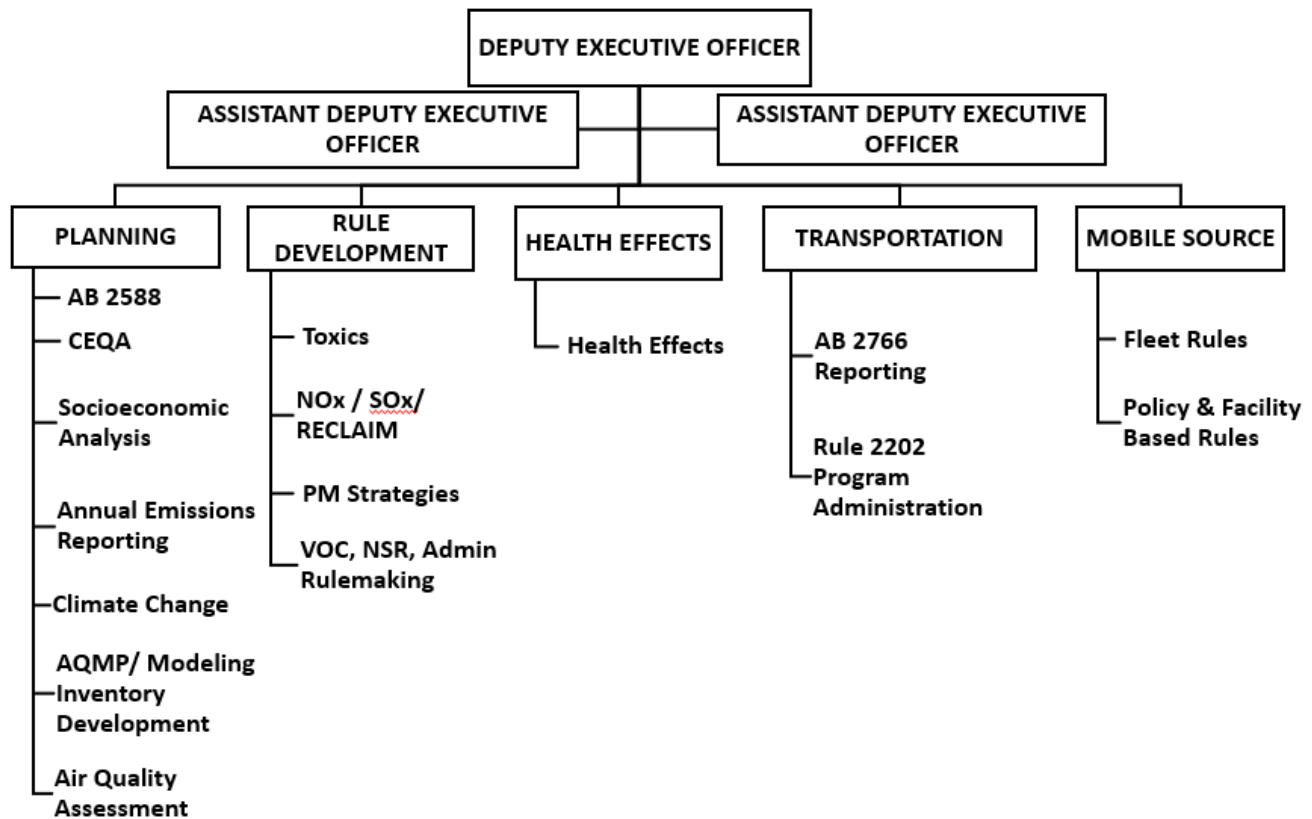 DEPUTY EXECUTIVE OFFICER
ASSISTANT DEPUTY EXECUTIVE
OFFICER
ASSISTANT DEPUTY EXECUTIVE
OFFICER
PLANNING
AB 2588
CEQA
Socioeconomic
Analysis
Annual Emissions
Reporting
Climate Change
AQMP/ Modeling
Inventory
Development
Air Quality
Assessment
RULE
DEVELOPMENT
Toxics
NOx / SOx/
RECLAIM
PM Strategies
VOC, NSR, Admin
Rulemaking
HEALTH EFFECTS
Health Effects
TRANSPORTATION
AB 2766
Reporting
Rule 2202
Program
Administration
MOBILE SOURCE
Fleet Rules
Policy & Facility
Based Rules